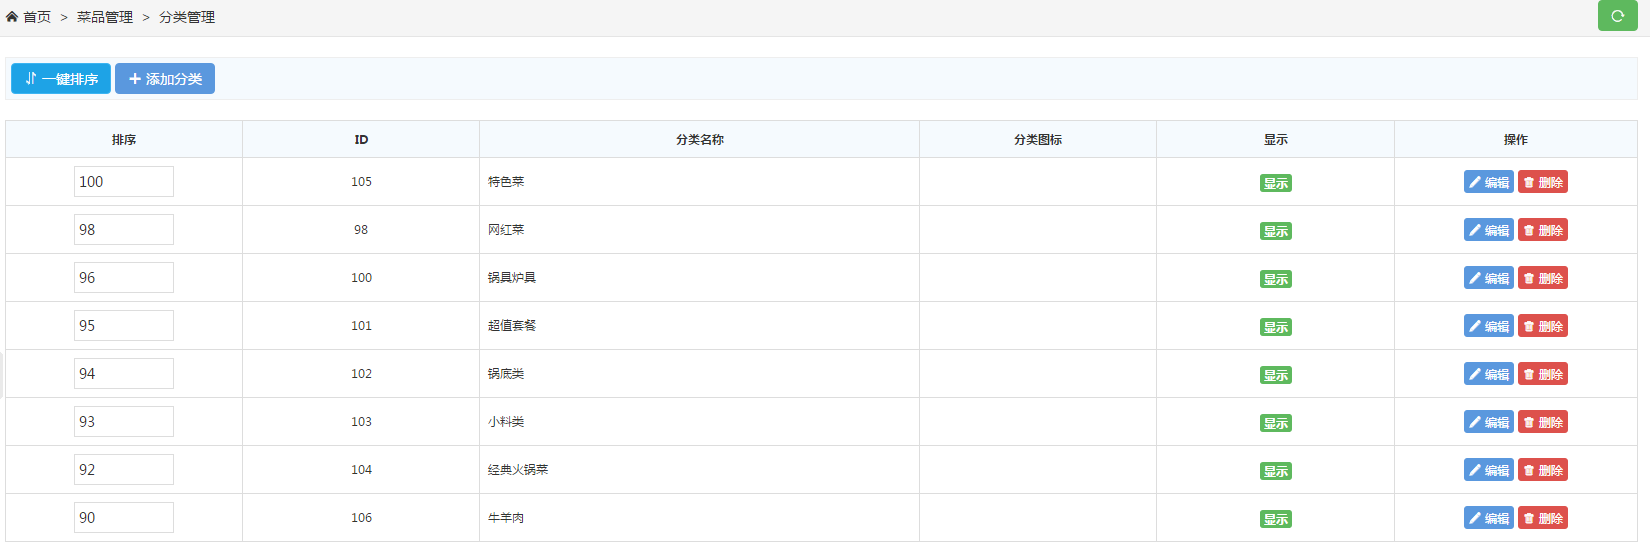 首页 > 菜品管理 > 分类管理
一键排序 添加分类
排序 ID 分类名称 分类图标 显示 操作
100 105 特色菜 显示 编辑 删除
98 98 网红菜 显示 编辑 删除
96 100 锅具炉具 显示 编辑 删除
95 101 超值套餐 显示 编辑 删除
94 102 锅底类 显示 编辑 删除
93 103 小料类 显示 编辑 删除
92 104 经典火锅菜 显示 编辑 删除
90 106 牛羊肉 显示 编辑 删除